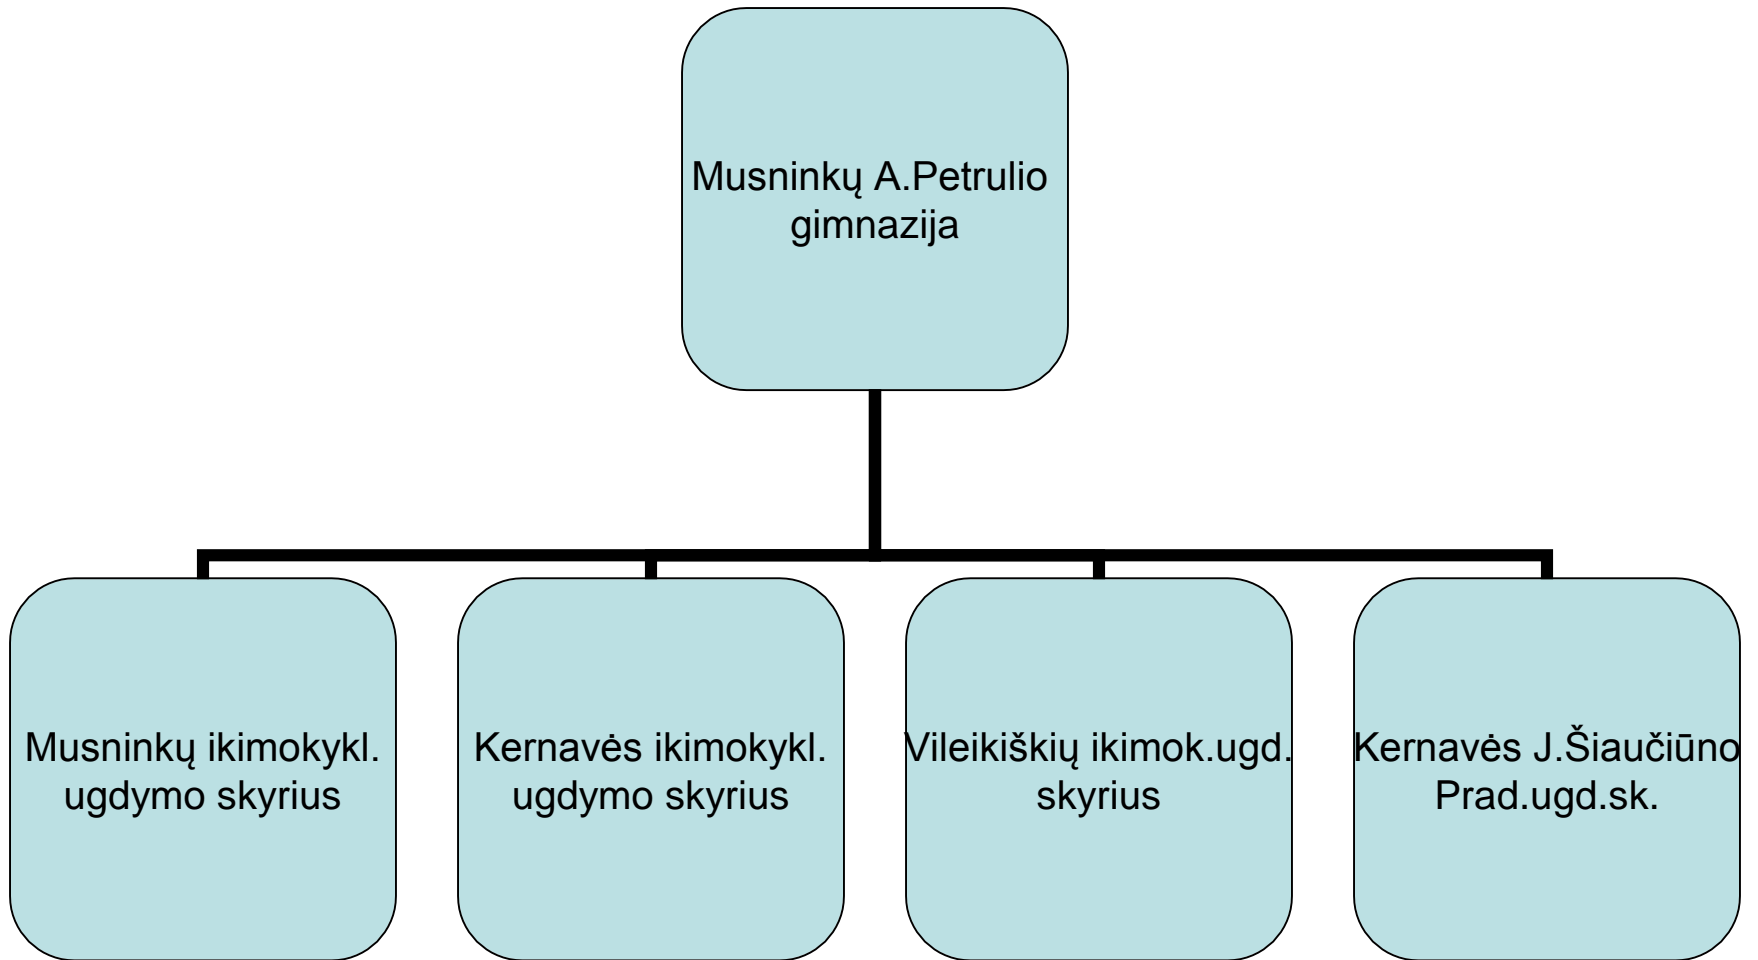 Musninkų A.Petrulio
gimnazija
Musninkų ikimokykl.
ugdymo skyrius
Kernavės ikimokykl.
ugdymo skyrius
Vileikiškių ikimok.ugd.
skyrius
Kernavės J.Šiaučiūno
Prad.ugd.sk.